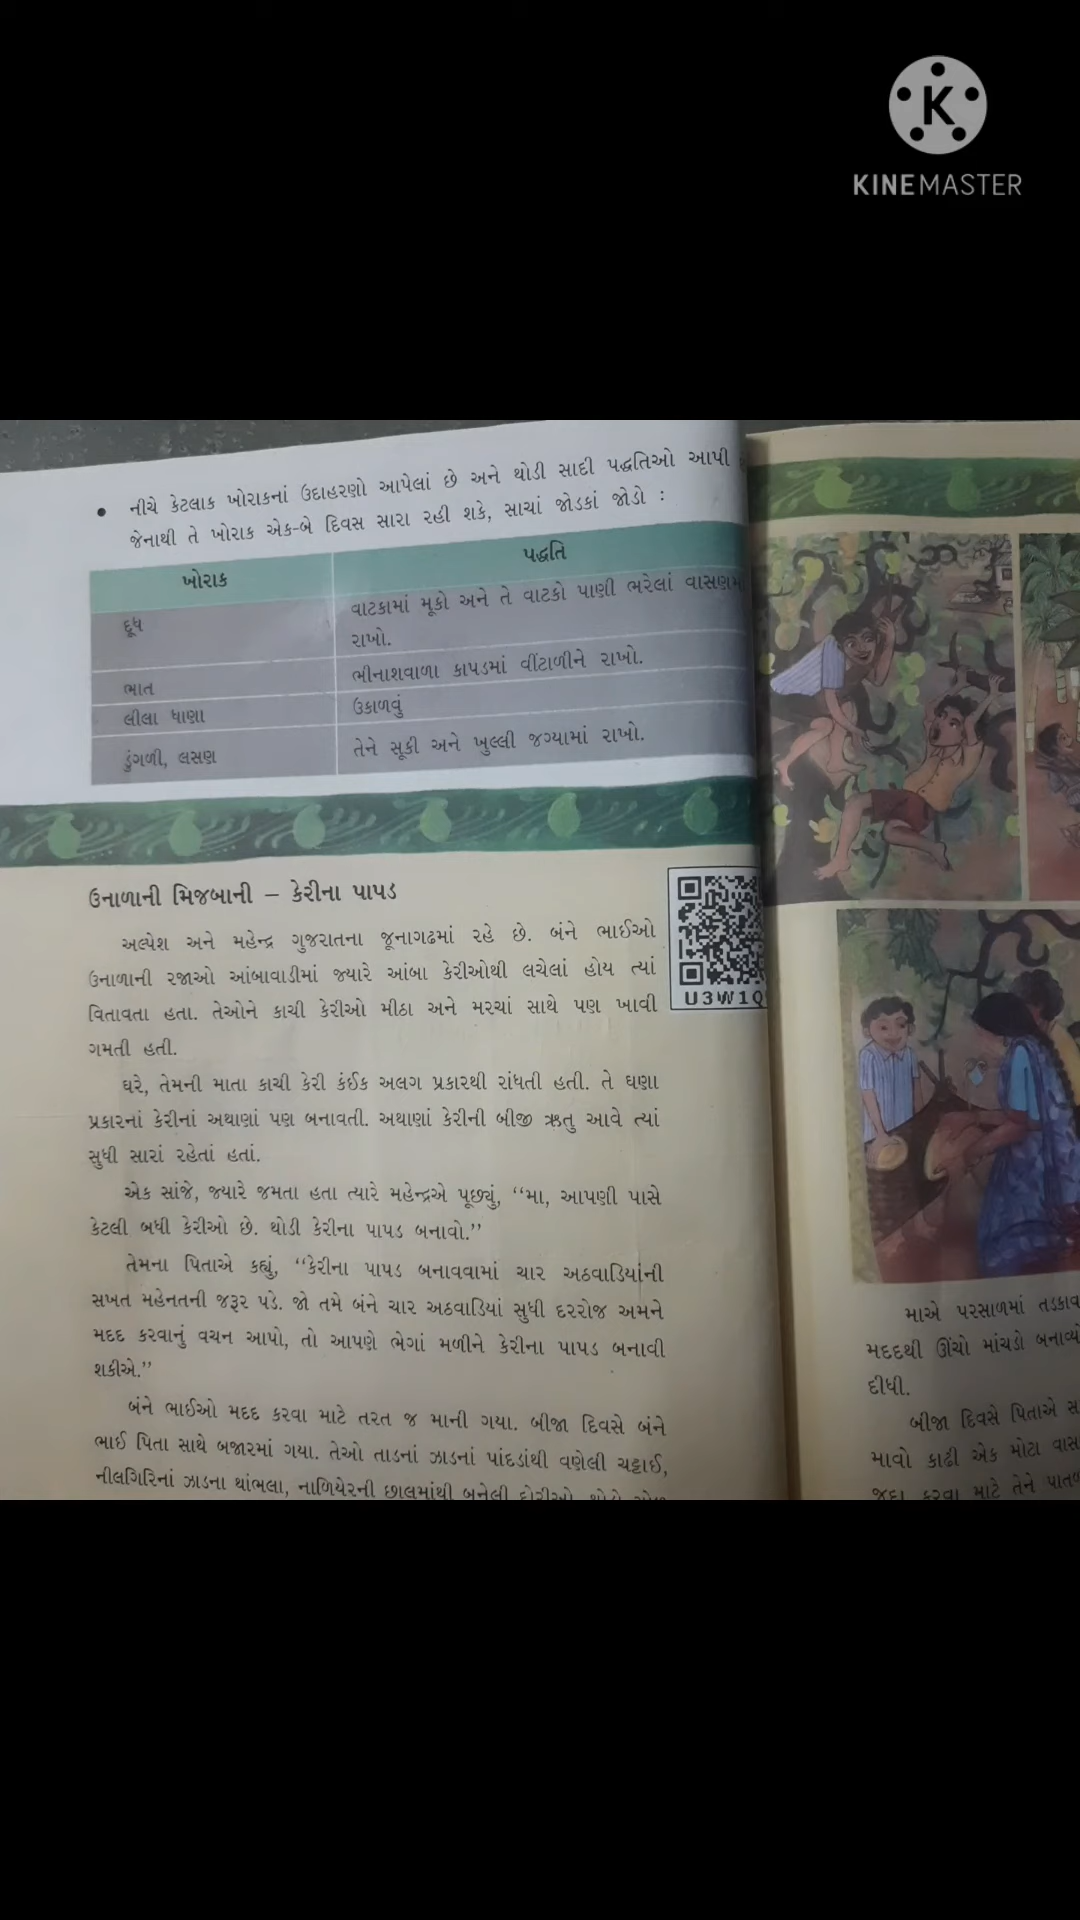 KINEMASTER
• નીચે કેટલાક ખોરાકનાં ઉદાહરણો આપેલાં છે અને થોડી સાદી પદ્ધતિઓ આપી
જેનાથી તે ખોરાક એક-બે દિવસ સારા રહી શકે, સાચાં જોડકાં જોડો :
ખોરાક પદ્ધતિ
દૂધ વાટકામાં મૂકો અને તે વાટકો પાણી ભરેલાં વાસણમાં
રાખો.
ભાત ભીનાશવાળા કાપડમાં વીંટાળીને રાખો.
લીલા ધાણા ઉકાળવું
ડુંગળી, લસણ તેને સૂકી અને ખુલ્લી જગ્યામાં રાખો.
ઉનાળાની મિજબાની – કેરીના પાપડ
અલ્પેશ અને મહેન્દ્ર ગુજરાતના જૂનાગઢમાં રહે છે. બંને ભાઈઓ
ઉનાળાની રજાઓ આંબાવાડીમાં જ્યારે આંબા કેરીઓથી લચેલાં હોય ત્યાં
વિતાવતા હતા. તેઓને કાચી કેરીઓ મીઠા અને મરચાં સાથે પણ ખાવી
ગમતી હતી.
U3W1Q
ઘરે, તેમની માતા કાચી કેરી કંઈક અલગ પ્રકારથી રાંધતી હતી. તે ઘણા
પ્રકારનાં કેરીનાં અથાણાં પણ બનાવતી. અથાણાં કેરીની બીજી ઋતુ આવે ત્યાં
સુધી સારાં રહેતાં હતાં.
એક સાંજે, જ્યારે જમતા હતા ત્યારે મહેન્દ્રએ પૂછ્યું, “મા, આપણી પાસે
કેટલી બધી કેરીઓ છે. થોડી કેરીના પાપડ બનાવો.”
તેમના પિતાએ કહ્યું, “કેરીના પાપડ બનાવવામાં ચાર અઠવાડિયાંની
સખત મહેનતની જરૂર પડે. જો તમે બંને ચાર અઠવાડિયાં સુધી દરરોજ અમને
મદદ કરવાનું વચન આપો, તો આપણે ભેગાં મળીને કેરીના પાપડ બનાવી
શકીએ.”
બંને ભાઈઓ મદદ કરવા માટે તરત જ માની ગયા. બીજા દિવસે બંને
ભાઈ પિતા સાથે બજારમાં ગયા. તેઓ તાડનાં ઝાડનાં પાંદડાંથી વણેલી ચટ્ટાઈ,
નીલગિરિનાં ઝાડના થાંભલા, નાળિયેરની છાલમાંથી બનેલી દોરીઓ
માએ પરસાળમાં
મદદથી ઊંચો માંચડો બનાવ્યો
દીધી.
બીજા દિવસે પિતાએ
માવો કાઢી એક મોટા
જુદા કરવા માટે તેને